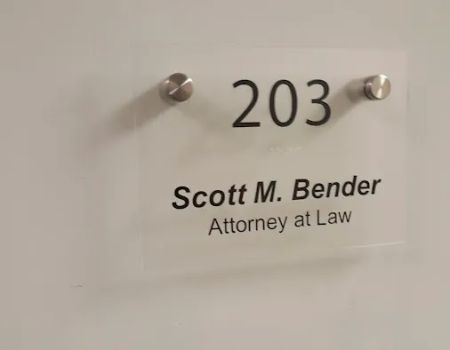 203
Scott M. Bender
Attorney at Law